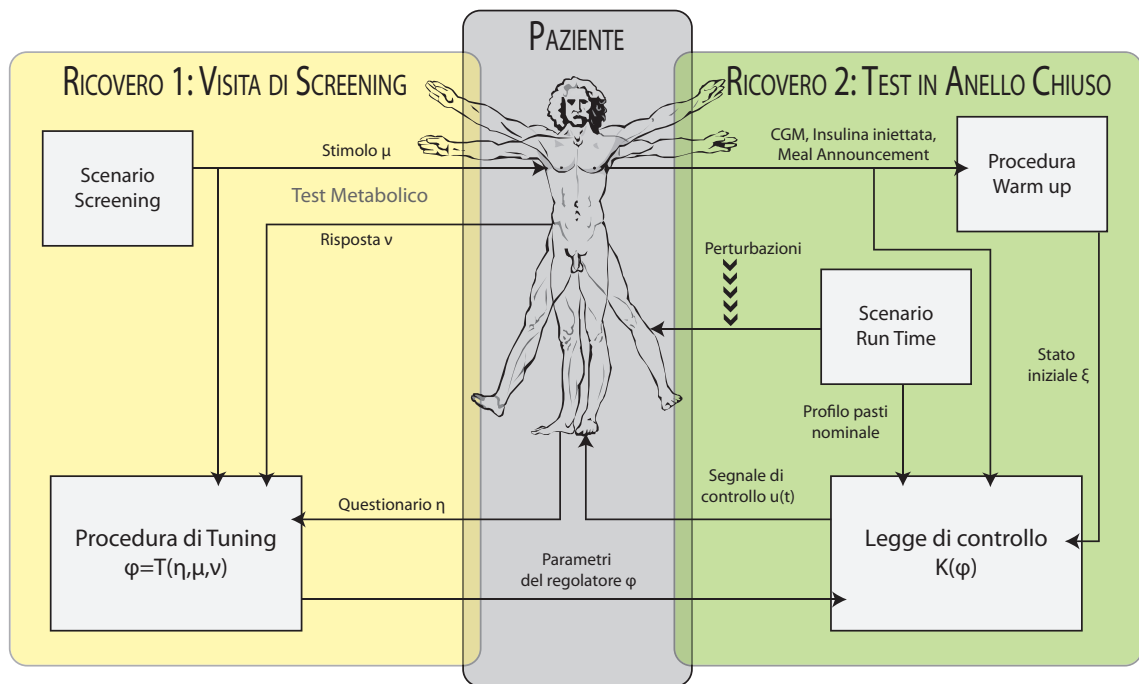 PAZIENTE
RICOVERO 1: VISITA DI SCREENING
RICOVERO 2: TEST IN ANELLO CHIUSO
Scenario
Screening
Stimolo μ
Test Metabolico
Risposta ν
CGM, Insulina iniettata,
Meal Announcement
Procedura
Warm up
Perturbazioni
Scenario
Run Time
Stato
iniziale ξ
Profilo pasti
nominale
Segnale di
controllo u(t)
Questionario η
Procedura di Tuning
φ=T(η,μ,ν)
Parametri
del regolatore φ
Legge di controllo
K(φ)